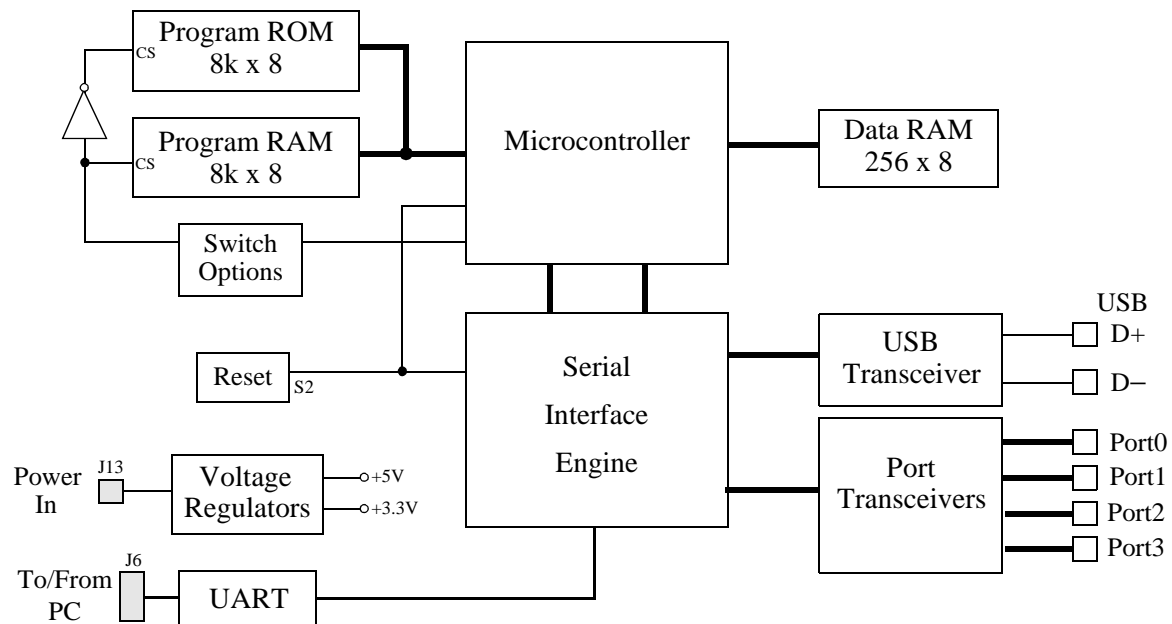 Program ROM
8k x 8
CS
Program RAM
8k x 8
CS
Switch
Options
Microcontroller
Data RAM
256 x 8
Reset
S2
Serial
Interface
Engine
USB
Transceiver
USB
D+
D−
Port
Transceivers
Port0
Port1
Port2
Port3
Power
In
J13
Voltage
Regulators
+5V
+3.3V
To/From
PC
J6
UART